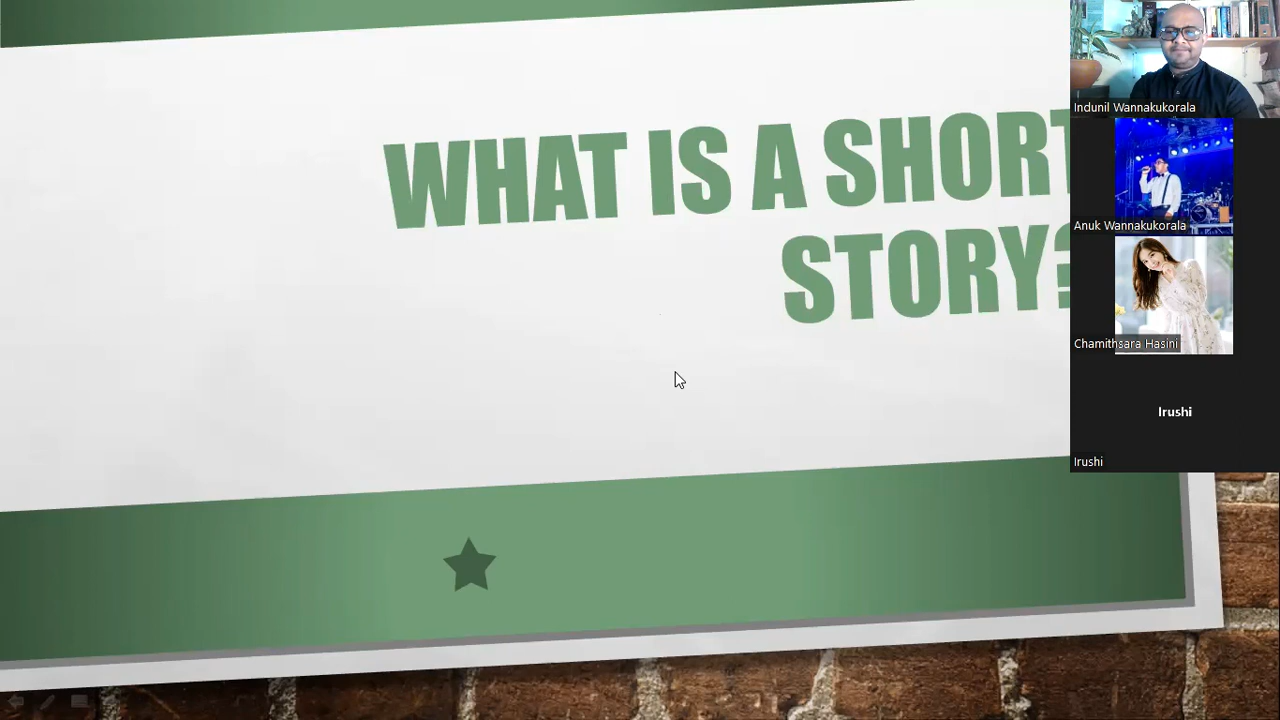 WHAT IS A SHORT
STORY?
Indunil Wannakukorala
Anuk Wannakukorala
Chamithsara Hasini
Irushi
Irushi